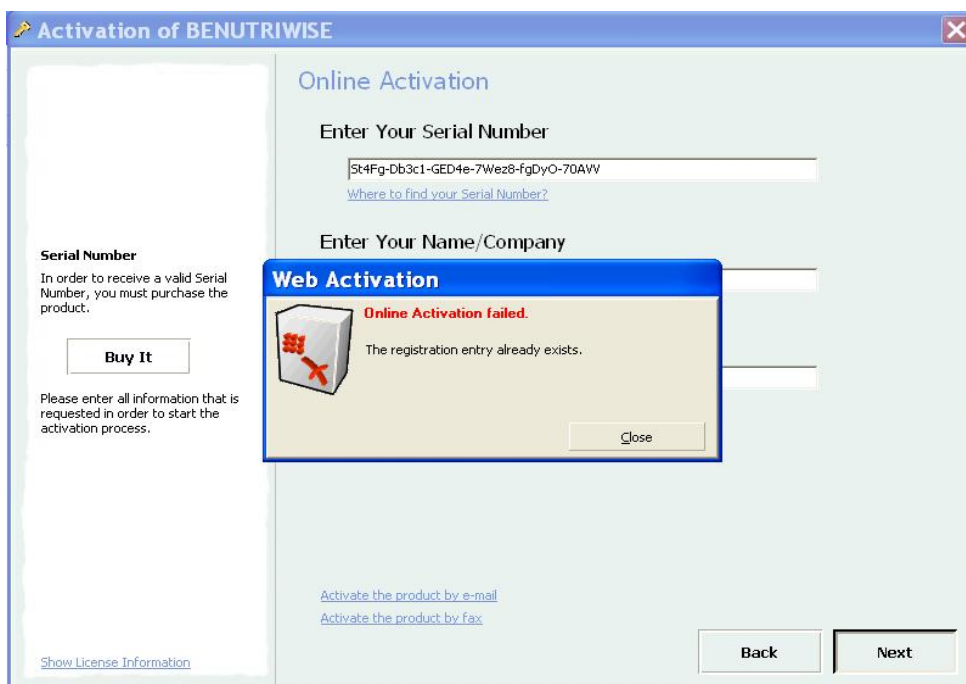 Activation of BENUTRIWISE
Online Activation
Enter Your Serial Number
St4Fg-Db3c1-GED4e-7Wez8-fgDyO-70AVV
Where to find your Serial Number?
Enter Your Name/Company
Serial Number
In order to receive a valid Serial
Number, you must purchase the
product.
Buy It
Please enter all information that is
requested in order to start the
activation process.
Web Activation
Online Activation failed.
The registration entry already exists.
Close
Activate the product by e-mail
Activate the product by fax
Show License Information
Back
Next